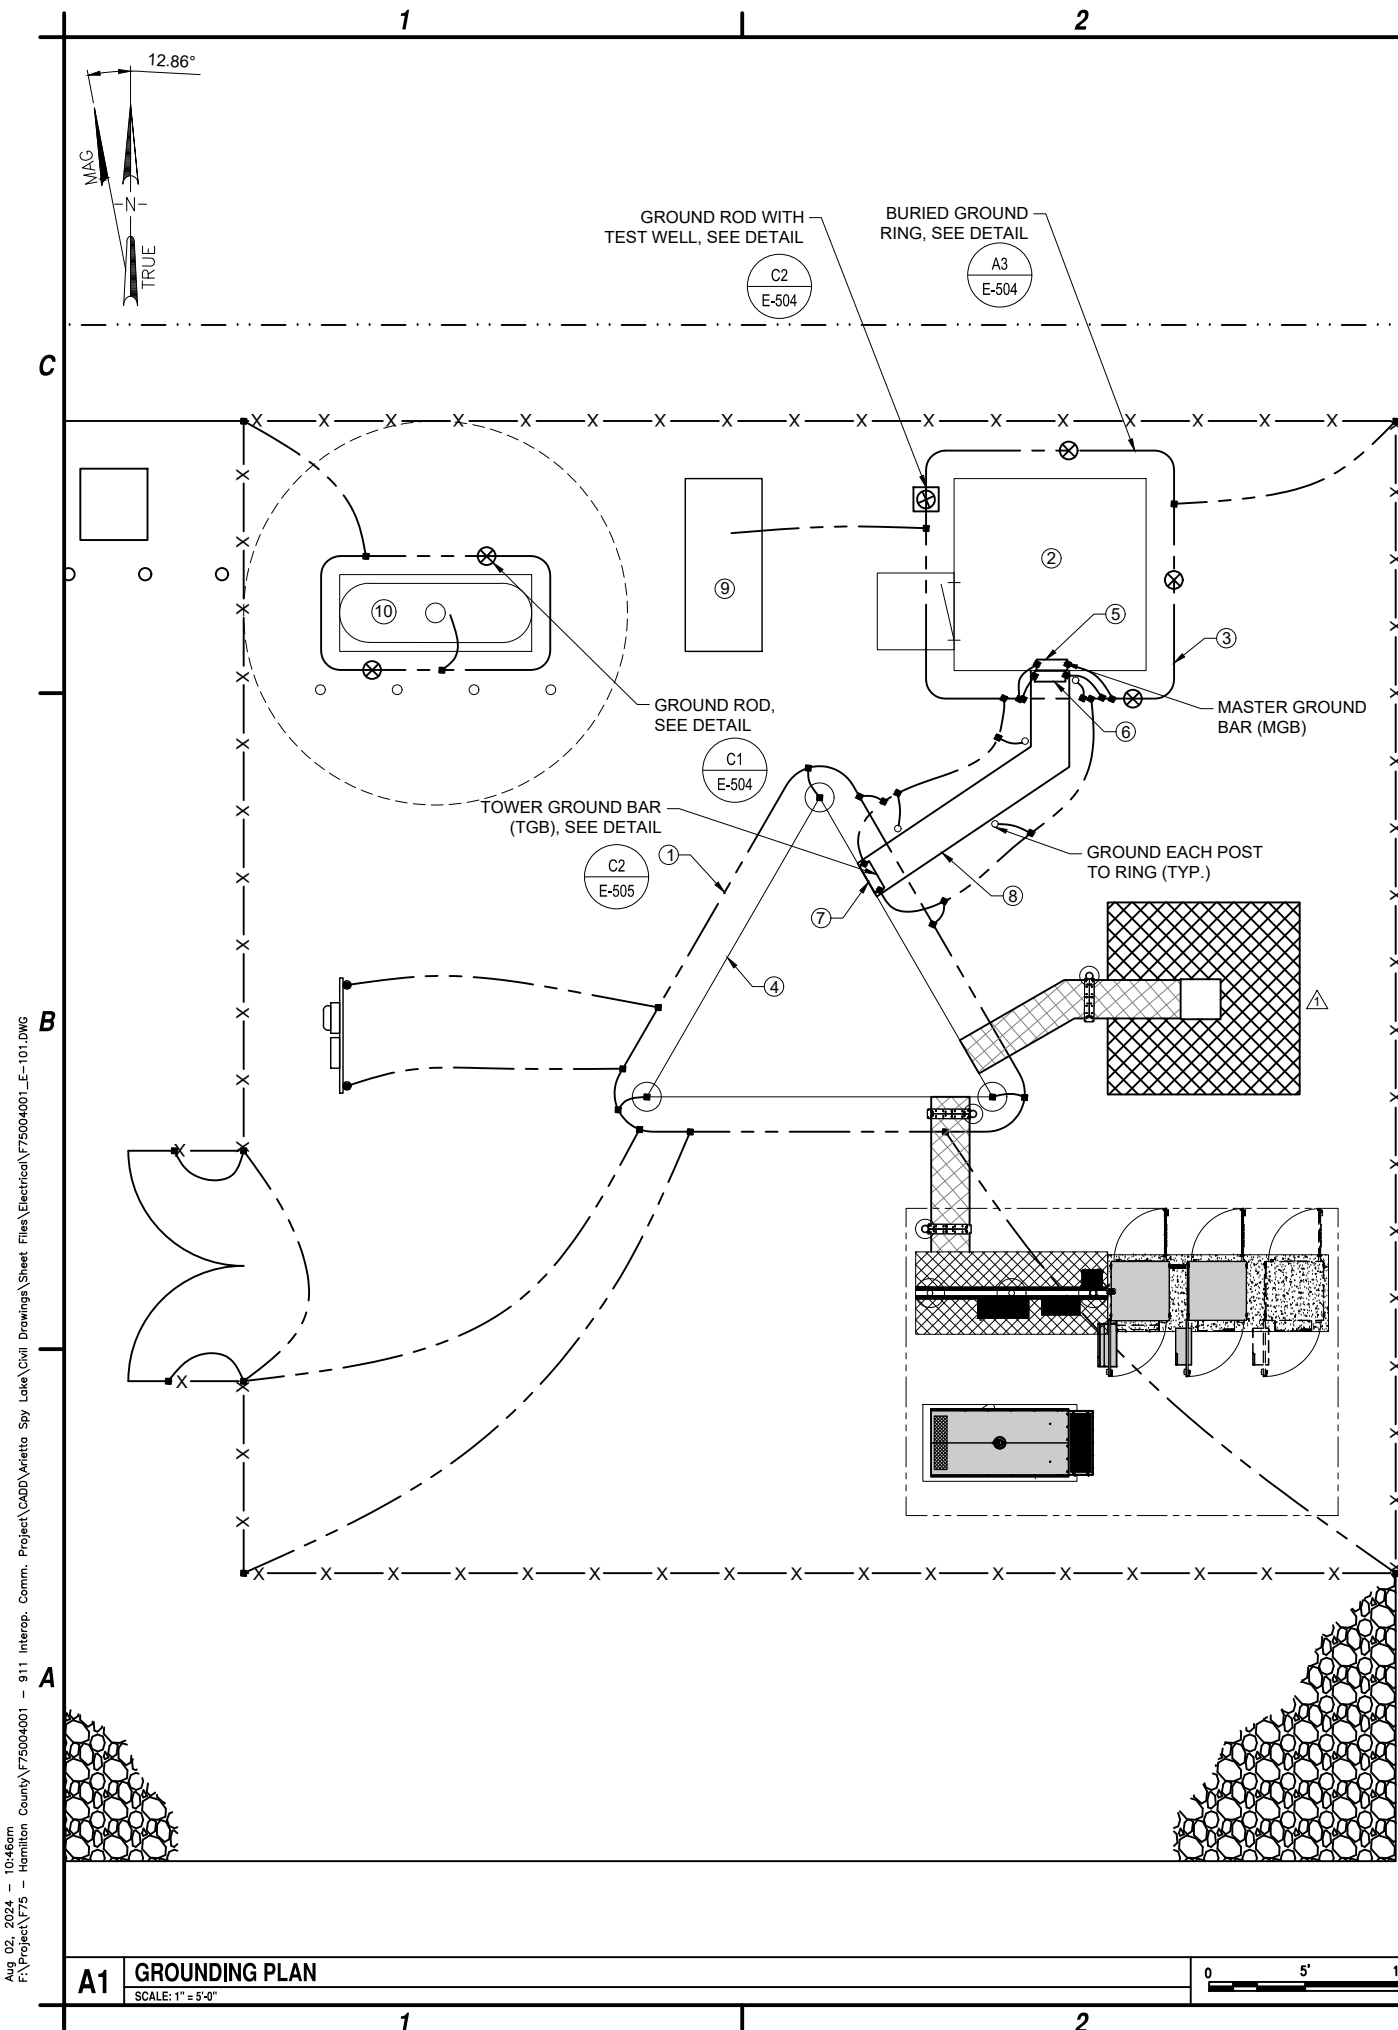 1
2
12.86°
MAG
N
TRUE
GROUND ROD WITH
TEST WELL, SEE DETAIL
C2
E-504
BURIED GROUND
RING, SEE DETAIL
A3
E-504
C
10
9
2
5
3
6
MASTER GROUND
BAR (MGB)
GROUND ROD,
SEE DETAIL
C1
E-504
TOWER GROUND BAR
(TGB), SEE DETAIL
C2
E-505
1
GROUND EACH POST
TO RING (TYP.)
8
7
4
B
1
A
Aug 02, 2024 - 10:46am
F:\Project\F75 - Hamilton County\F75004001 - 911 Interop. Comm. Project\CADD\Arietta Spy Lake\Civil Drawings\Sheet Files\Electrical\F75004001_E-101.DWG
A1
GROUNDING PLAN
SCALE: 1" = 5'-0"
0
5'
1
1
2